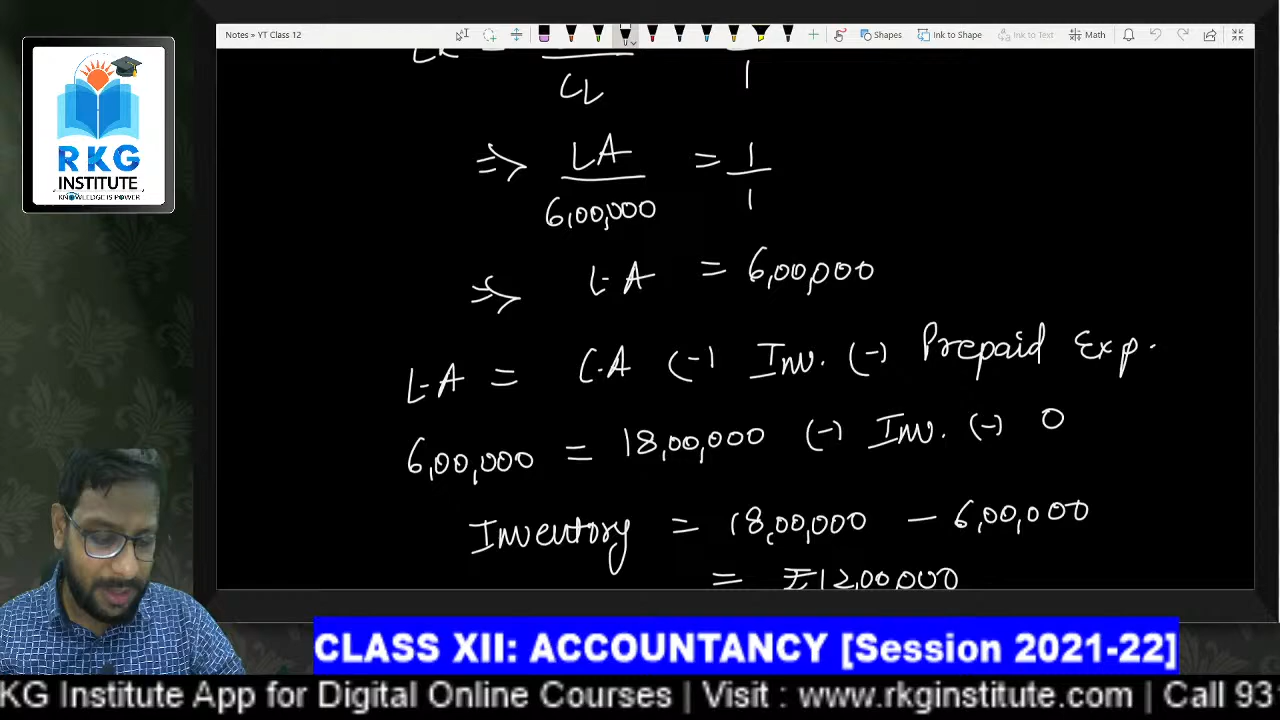 Notes » YT Class 12
Shapes
Ink to Shape
Ink to Text
Math
RKG
INSTITUTE
KNOWLEDGE IS POWER
CL 1
⇒ LA = 1
6,00,000 1
⇒ L.A = 6,00,000
L.A = C.A (-) Inv. (-) Prepaid Exp.
6,00,000 = 18,00,000 (-) Inv. (-) 0
Inventory = 18,00,000 - 6,00,000
= ₹12,00,000
CLASS XII: ACCOUNTANCY [Session 2021-22]
KG Institute App for Digital Online Courses | Visit : www.rkginstitute.com | Call 93